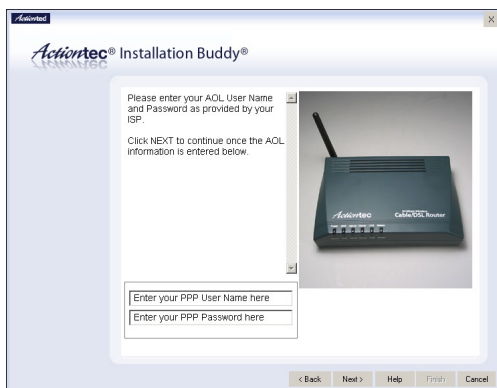 Actiontec
X
Actiontec® Installation Buddy®
Please enter your AOL User Name
and Password as provided by your
ISP.
Click NEXT to continue once the AOL
information is entered below.
Actiontec
Cable/DSL Router
Enter your PPP User Name here
Enter your PPP Password here
< Back
Next >
Help
Finish
Cancel